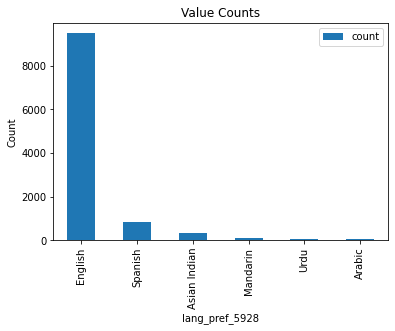 Value Counts
count
Count
8000
6000
4000
2000
0
English
Spanish
Asian Indian
Mandarin
Urdu
Arabic
lang_pref_5928